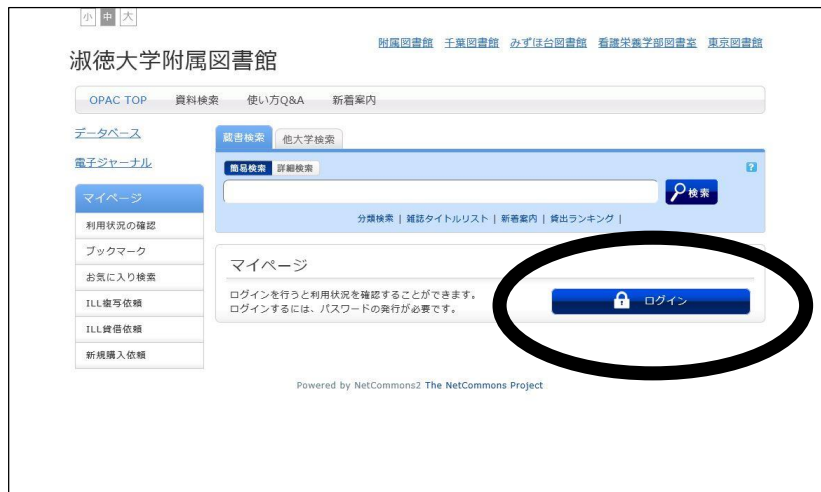 小 中 大
附属図書館 千葉図書館 みずほ台図書館 看護栄養学部図書室 東京図書館
淑徳大学附属図書館
OPAC TOP 資料検索 使い方Q&A 新着案内
データベース
電子ジャーナル
マイページ
利用状況の確認
ブックマーク
お気に入り検索
ILL複写依頼
ILL貸借依頼
新規購入依頼
蔵書検索 他大学検索
簡易検索 詳細検索 ?
検索
分類検索 | 雑誌タイトルリスト | 新着案内 | 貸出ランキング |
マイページ
ログインを行うと利用状況を確認することができます。
ログインするには、パスワードの発行が必要です。
ログイン
Powered by NetCommons2 The NetCommons Project